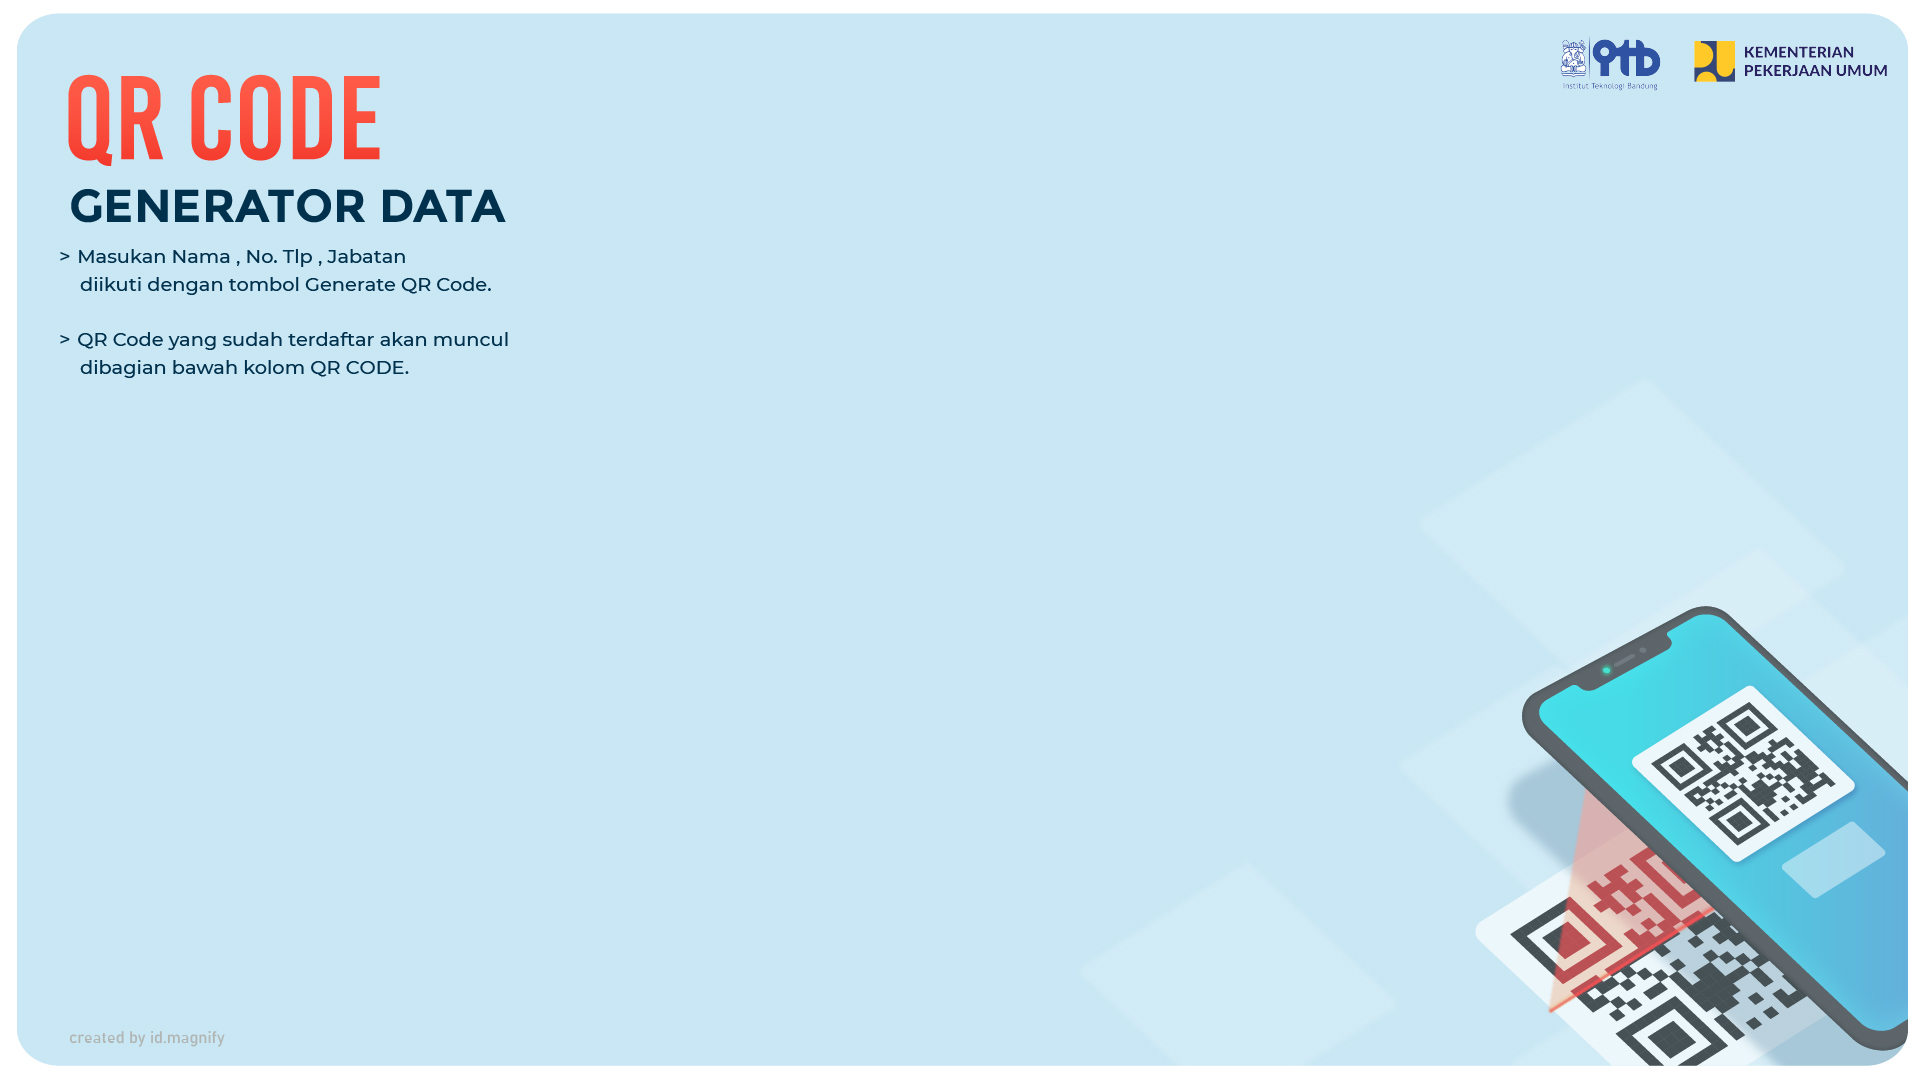 QR CODE
GENERATOR DATA
> Masukan Nama , No. Tlp , Jabatan
diikuti dengan tombol Generate QR Code.
> QR Code yang sudah terdaftar akan muncul
dibagian bawah kolom QR CODE.
itb
Institut Teknologi Bandung
KEMENTERIAN
PEKERJAAN UMUM
created by id.magnify